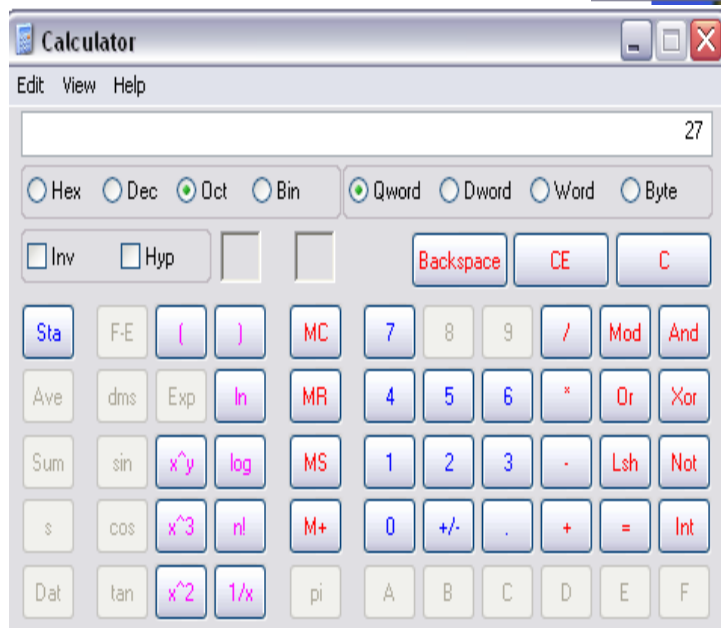 Calculator
Edit View Help
27
Hex Dec Oct Bin Qword Dword Word Byte
Inv Hyp Backspace CE C
Sta F-E ( ) MC 7 8 9 / Mod And
Ave dms Exp ln MR 4 5 6 * Or Xor
Sum sin x^y log MS 1 2 3 - Lsh Not
s cos x^3 n! M+ 0 +/- . + = Int
Dat tan x^2 1/x pi A B C D E F